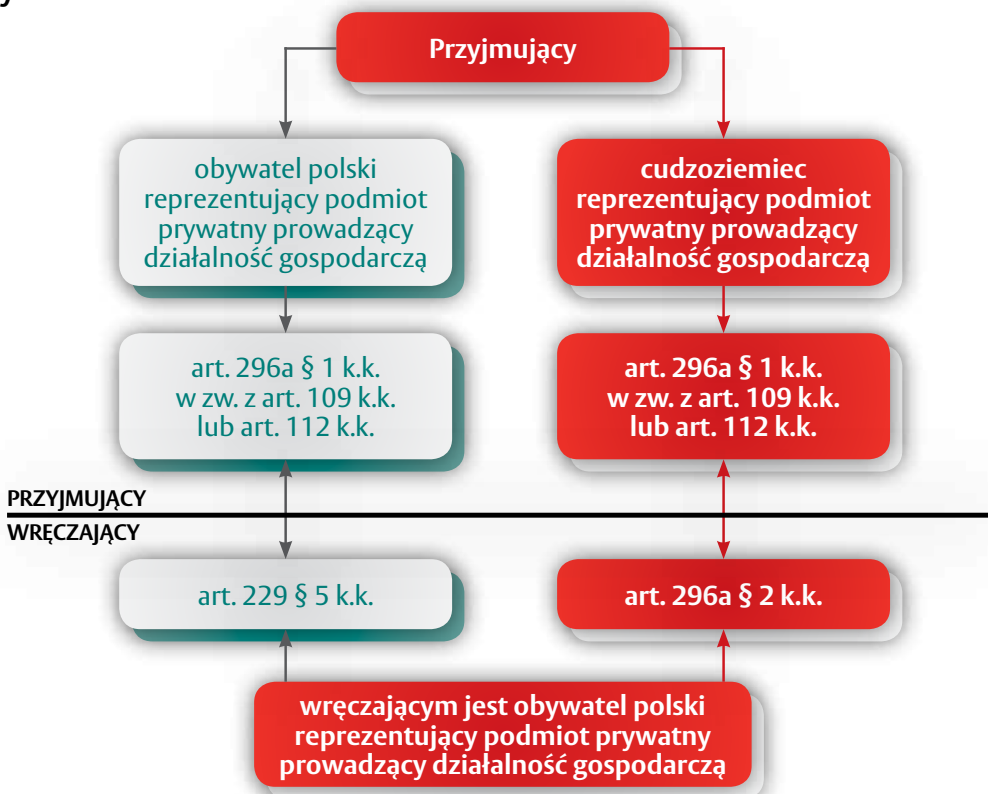 Przyjmujący
obywatel polski
reprezentujący podmiot
prywatny prowadzący
działalność gospodarczą
cudzoziemiec
reprezentujący podmiot
prywatny prowadzący
działalność gospodarczą
art. 296a § 1 k.k.
w zw. z art. 109 k.k.
lub art. 112 k.k.
art. 296a § 1 k.k.
w zw. z art. 109 k.k.
lub art. 112 k.k.
PRZYJMUJĄCY
WRĘCZAJĄCY
art. 229 § 5 k.k.
art. 296a § 2 k.k.
wręczającym jest obywatel polski
reprezentujący podmiot prywatny
prowadzący działalność gospodarczą